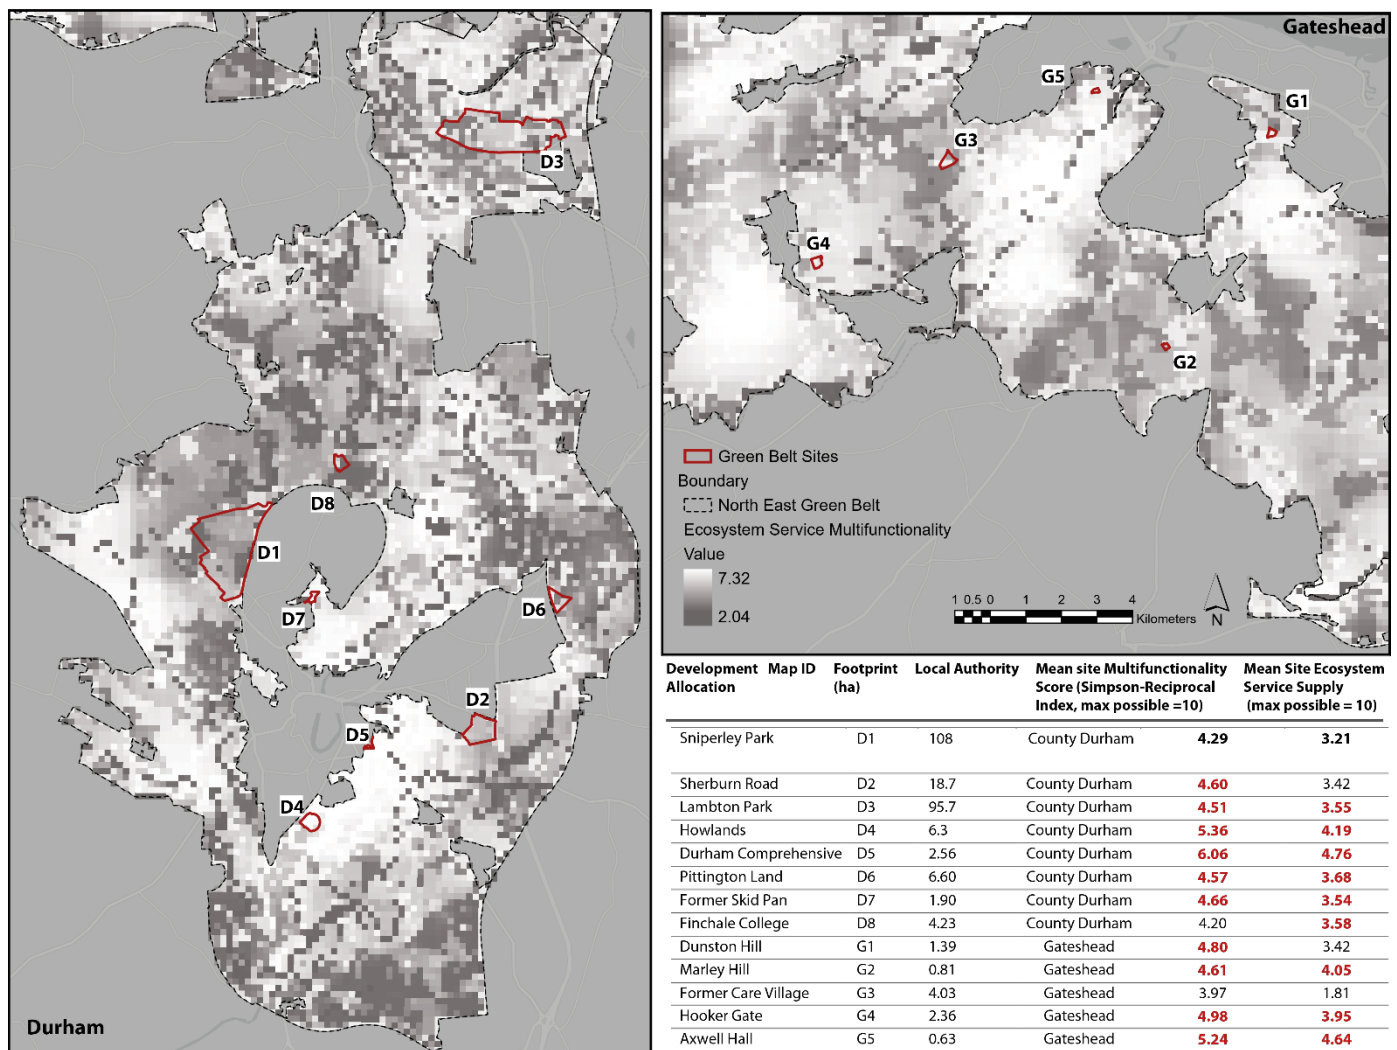 D3
D8
D1
D7
D6
D2
D5
D4
Durham
Gateshead
G5
G1
G3
G4
G2
Green Belt Sites
Boundary
North East Green Belt
Ecosystem Service Multifunctionality
Value
7.32
2.04
1 0.5 0 1 2 3 4
Kilometers
N
Development Map ID Footprint Local Authority Mean site Multifunctionality Mean Site Ecosystem
Allocation (ha) Score (Simpson-Reciprocal Service Supply
Index, max possible =10) (max possible = 10)
Sniperley Park D1 108 County Durham 4.29 3.21
Sherburn Road D2 18.7 County Durham 4.60 3.42
Lambton Park D3 95.7 County Durham 4.51 3.55
Howlands D4 6.3 County Durham 5.36 4.19
Durham Comprehensive D5 2.56 County Durham 6.06 4.76
Pittington Land D6 6.60 County Durham 4.57 3.68
Former Skid Pan D7 1.90 County Durham 4.66 3.54
Finchale College D8 4.23 County Durham 4.20 3.58
Dunston Hill G1 1.39 Gateshead 4.80 3.42
Marley Hill G2 0.81 Gateshead 4.61 4.05
Former Care Village G3 4.03 Gateshead 3.97 1.81
Hooker Gate G4 2.36 Gateshead 4.98 3.95
Axwell Hall G5 0.63 Gateshead 5.24 4.64